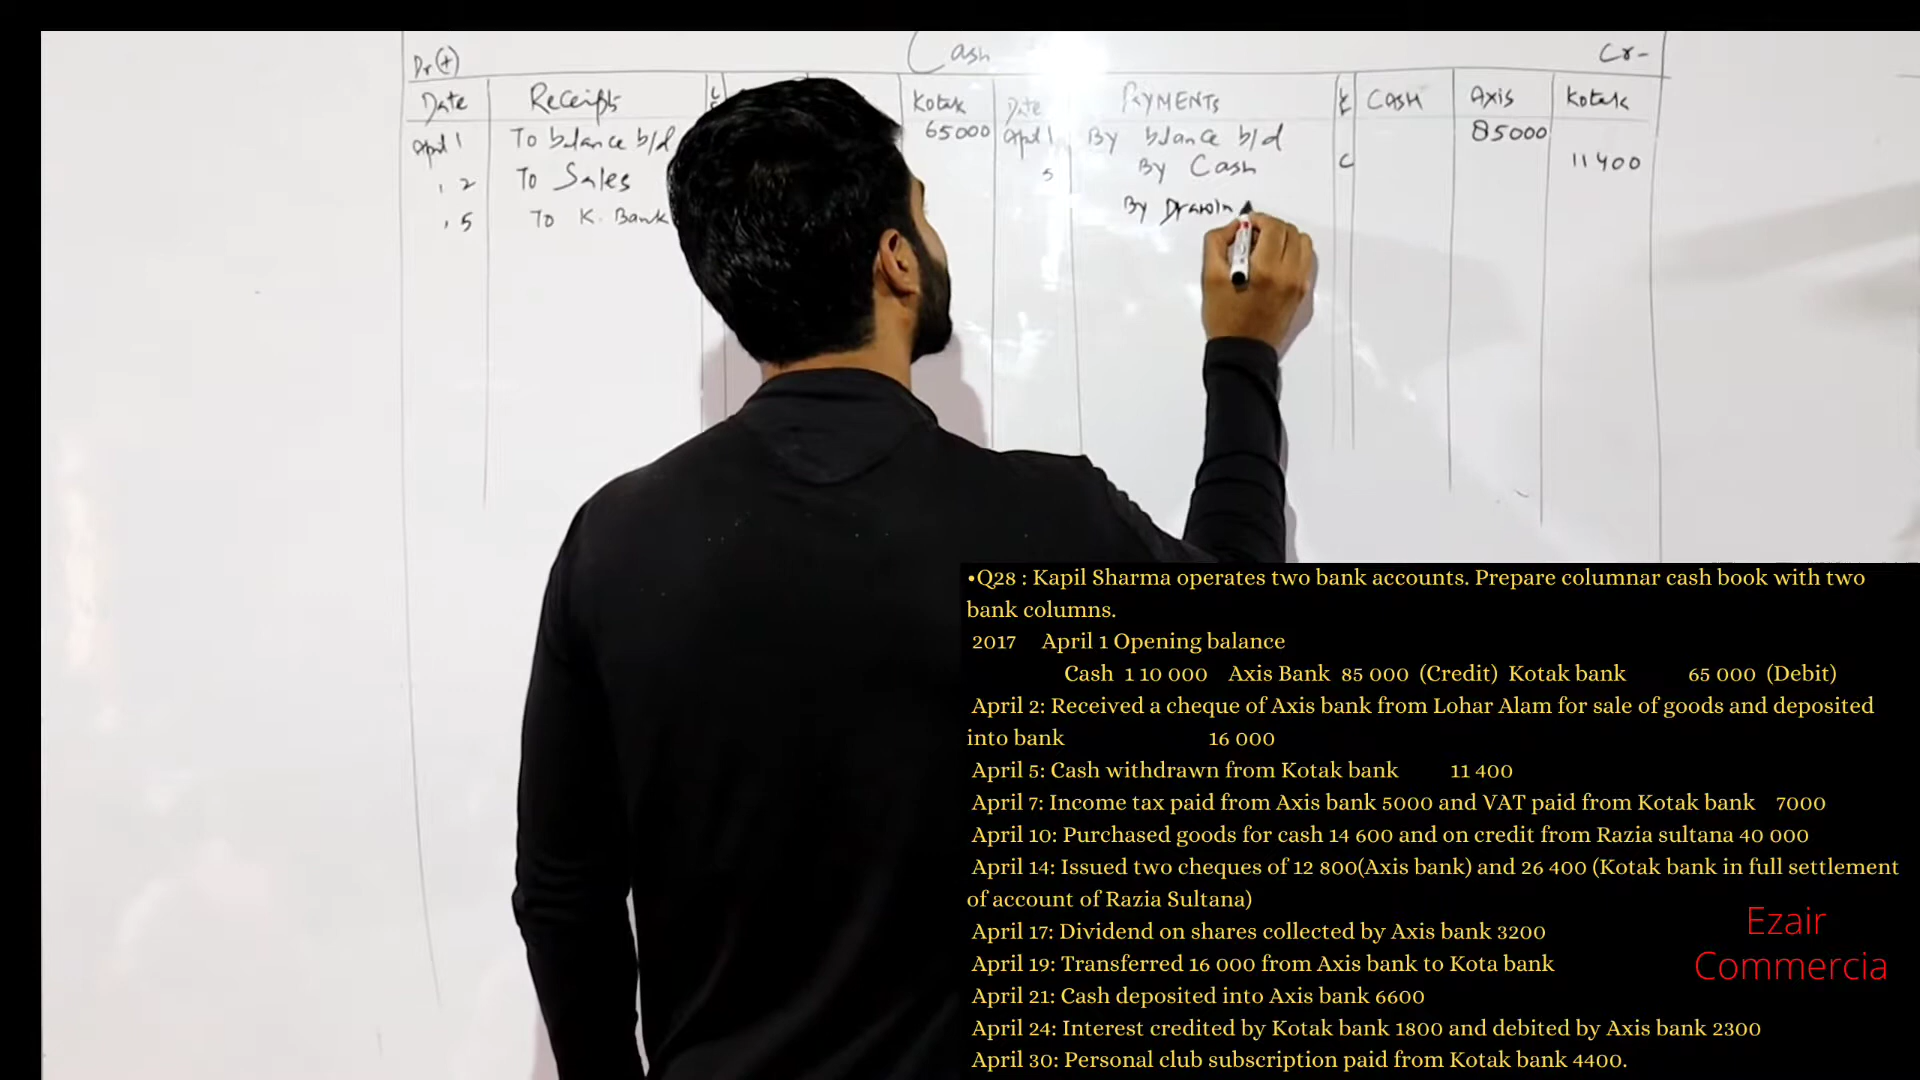 Dr (+) Cash Cr-
Date Receipts Kotak Date PAYMENTS CASH Axis Kotak
April 1 To balance b/d 65000 April 1 By blance b/d 85000
, 2 To Sales 5 By Cash C 11400
, 5 To K. Bank By Drawin
•Q28 : Kapil Sharma operates two bank accounts. Prepare columnar cash book with two
bank columns.
2017 April 1 Opening balance
Cash 1 10 000 Axis Bank 85 000 (Credit) Kotak bank 65 000 (Debit)
April 2: Received a cheque of Axis bank from Lohar Alam for sale of goods and deposited
into bank 16 000
April 5: Cash withdrawn from Kotak bank 11 400
April 7: Income tax paid from Axis bank 5000 and VAT paid from Kotak bank 7000
April 10: Purchased goods for cash 14 600 and on credit from Razia sultana 40 000
April 14: Issued two cheques of 12 800(Axis bank) and 26 400 (Kotak bank in full settlement
of account of Razia Sultana)
April 17: Dividend on shares collected by Axis bank 3200
April 19: Transferred 16 000 from Axis bank to Kota bank
April 21: Cash deposited into Axis bank 6600
April 24: Interest credited by Kotak bank 1800 and debited by Axis bank 2300
April 30: Personal club subscription paid from Kotak bank 4400.
Ezair
Commercia